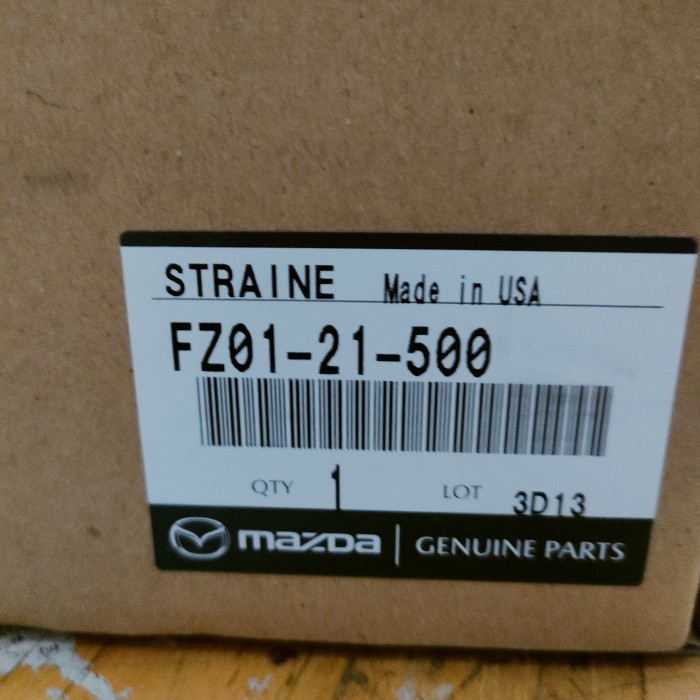 STRAINE Made in USA
FZ01-21-500
QTY 1 LOT 3D13
mazda GENUINE PARTS